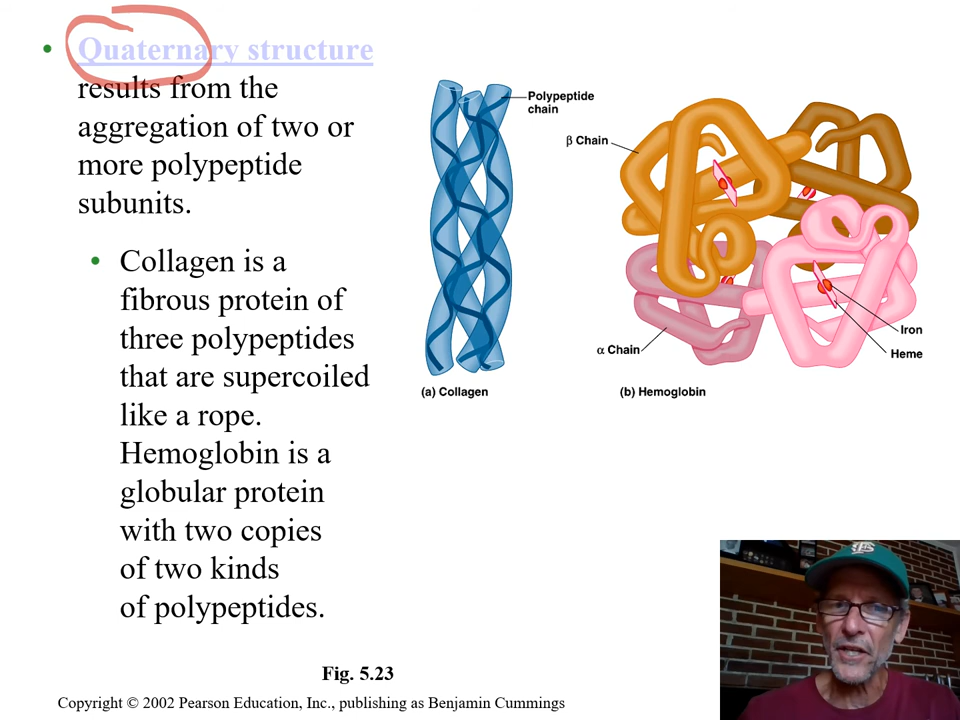 • Quaternary structure
results from the
aggregation of two or
more polypeptide
subunits.
• Collagen is a
fibrous protein of
three polypeptides
that are supercoiled
like a rope.
Hemoglobin is a
globular protein
with two copies
of two kinds
of polypeptides.
Polypeptide
chain
β Chain
α Chain
Iron
Heme
(a) Collagen
(b) Hemoglobin
Fig. 5.23
Copyright © 2002 Pearson Education, Inc., publishing as Benjamin Cummings